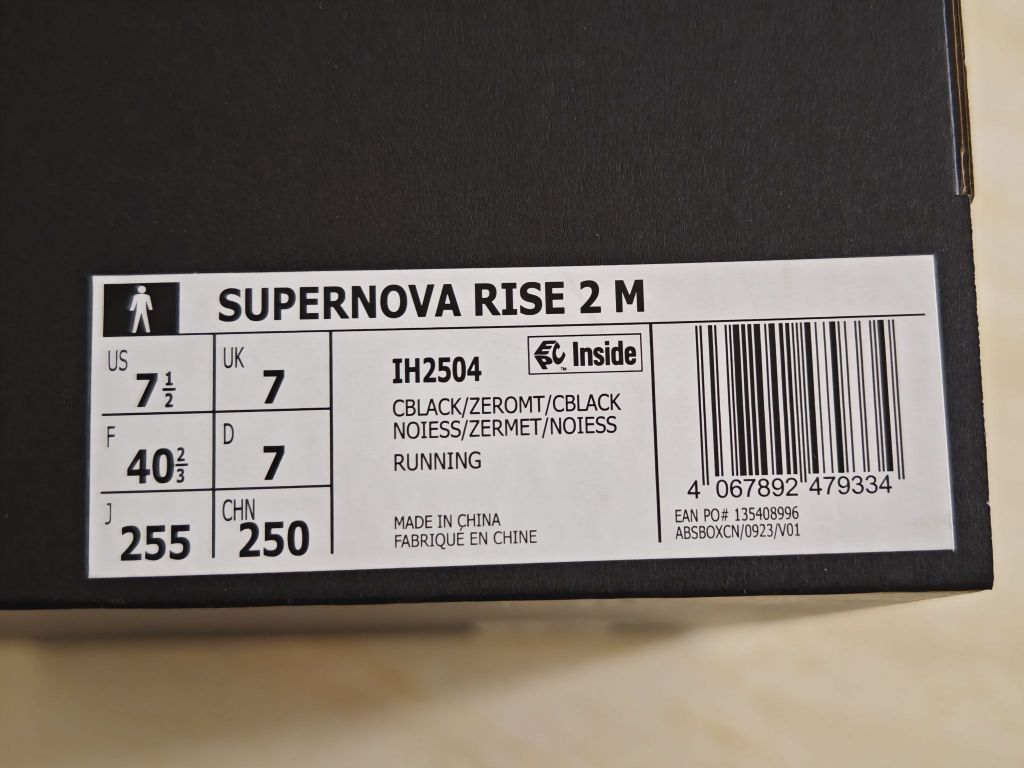 SUPERNOVA RISE 2 M
US 7 1/2
UK 7
F 40 2/3
D 7
J 255
CHN 250
IH2504
Inside
™
CBLACK/ZEROMT/CBLACK
NOIESS/ZERMET/NOIESS
RUNNING
MADE IN CHINA
FABRIQUÉ EN CHINE
4 067892 479334
EAN PO# 135408996
ABSBOXCN/0923/V01